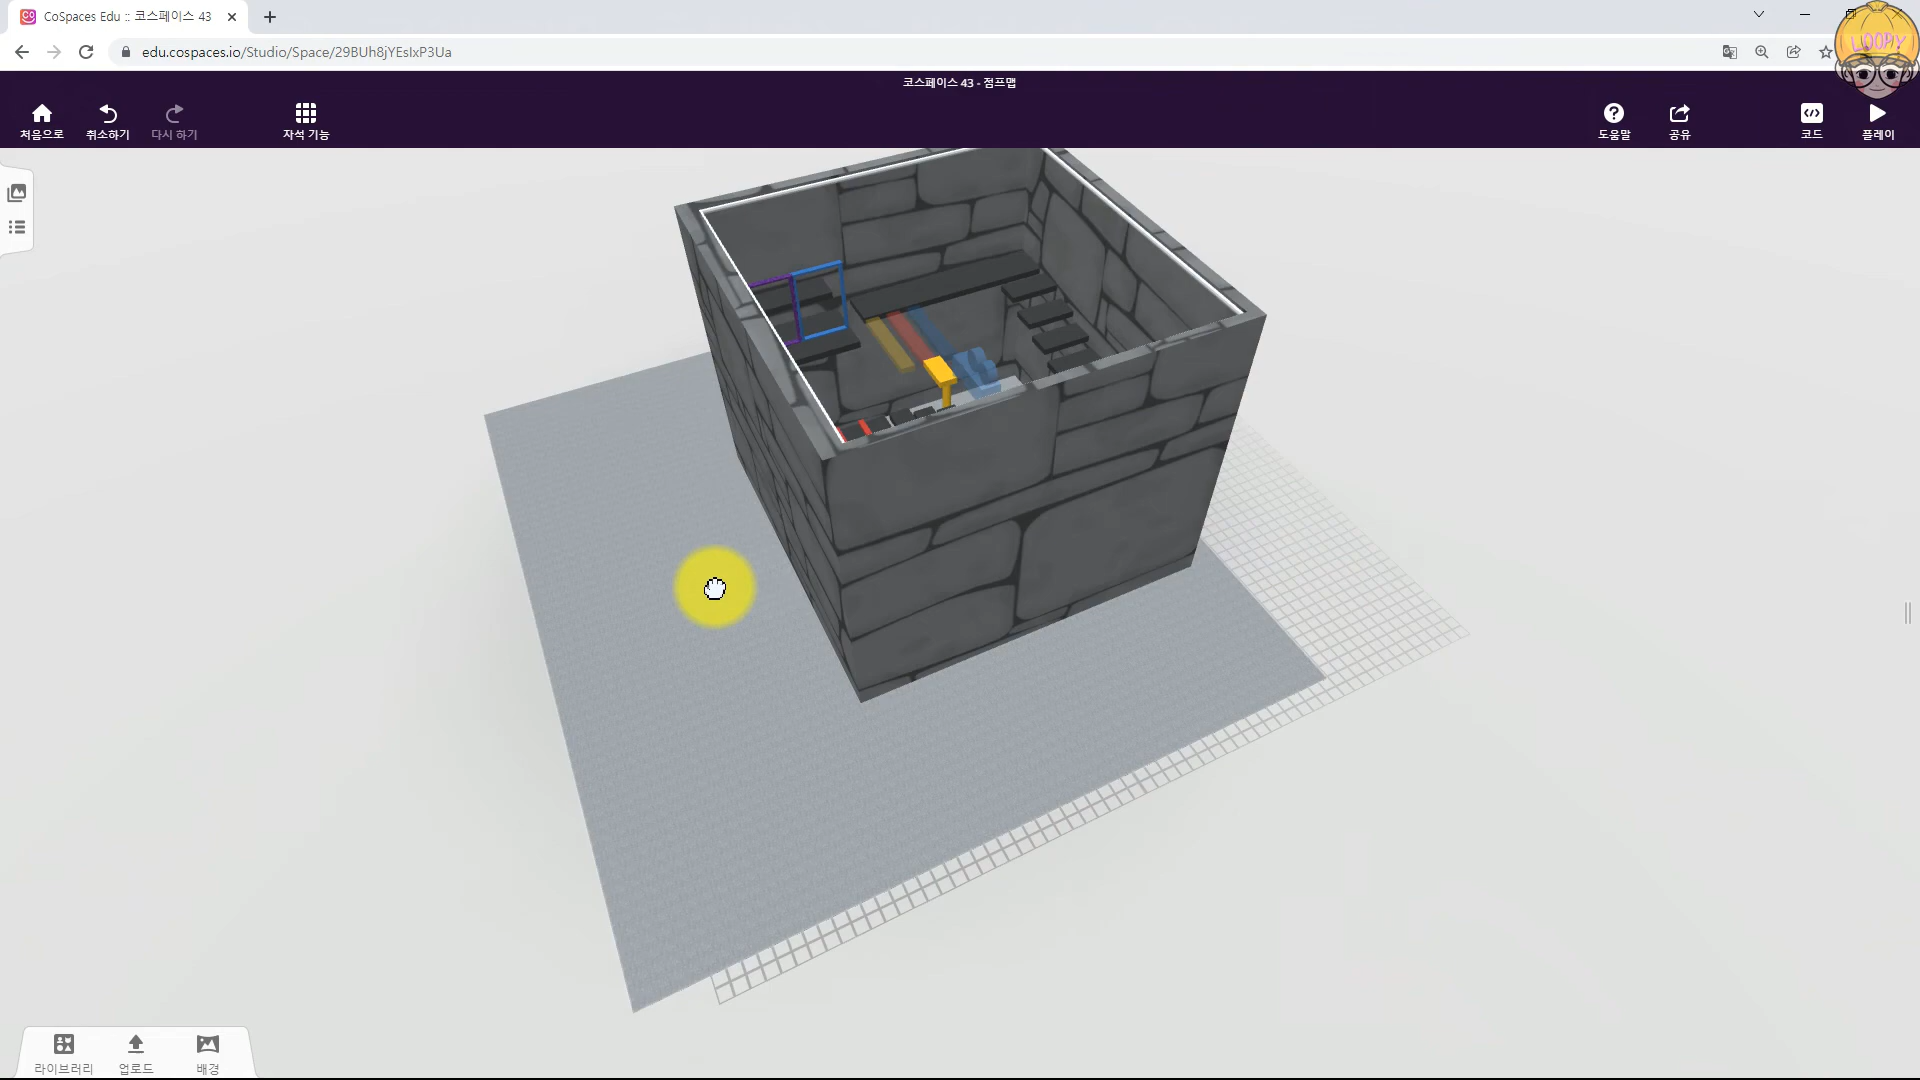 CoSpaces Edu :: 코스페이스 43
edu.cospaces.io/Studio/Space/29BUh8jYEsIxP3Ua
LOOPY
코스페이스 43 - 점프맵
처음으로
취소하기
다시 하기
자석 기능
도움말
공유
코드
플레이
라이브러리
업로드
배경